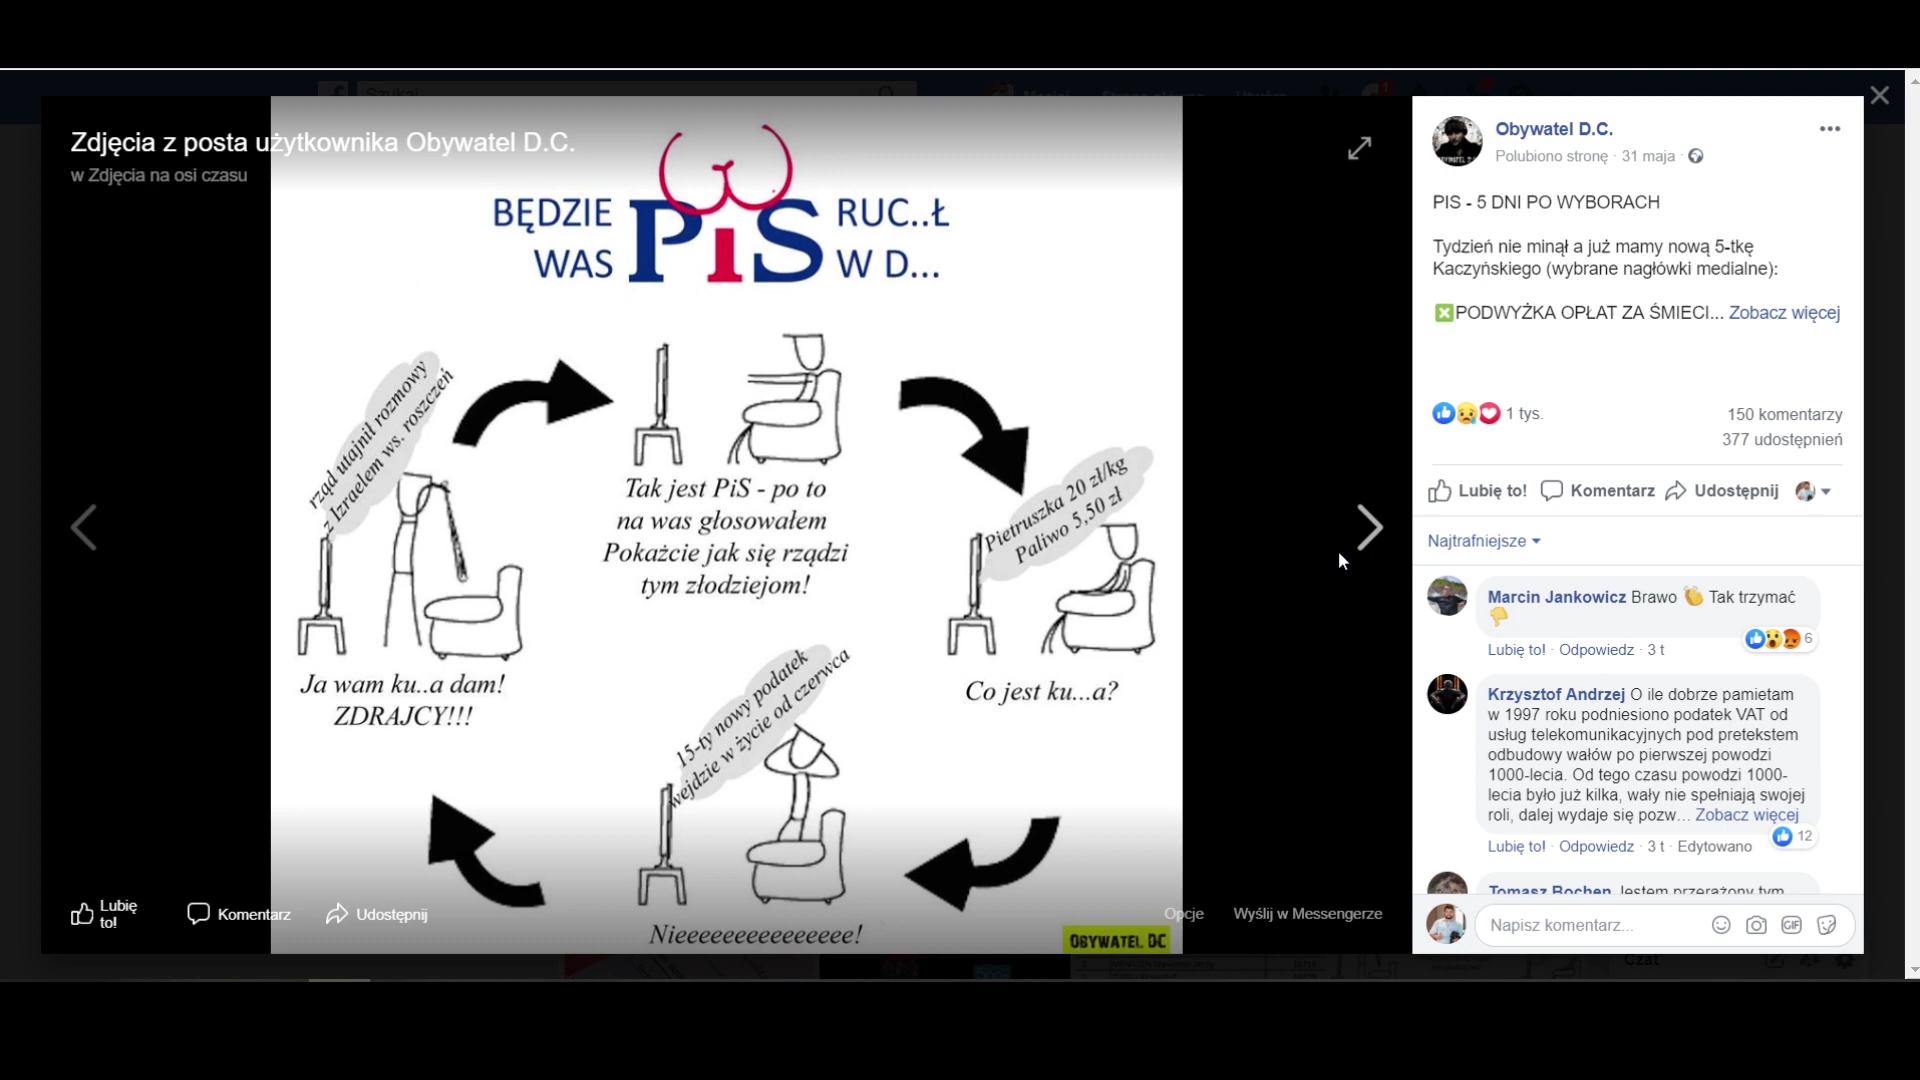 Zdjęcia z posta użytkownika Obywatel D.C.
w Zdjęcia na osi czasu
BĘDZIE PiS RUC..Ł
WAS W D...
rząd utajnił rozmowy
z Izraelem ws. roszczeń
Tak jest PiS - po to
na was głosowałem
Pokażcie jak się rządzi
tym złodziejom!
Pietruszka 20 zł/kg
Paliwo 5,50 zł
Ja wam ku..a dam!
ZDRAJCY!!!
Co jest ku...a?
15-ty nowy podatek
wejdzie w życie od czerwca
Nieeeeeeeeeeeeeee!
OBYWATEL DC
Lubię
to!
Komentarz
Udostępnij
Opcje
Wyślij w Messengerze
Obywatel D.C.
Polubiono stronę · 31 maja ·
PIS - 5 DNI PO WYBORACH
Tydzień nie minął a już mamy nową 5-tkę
Kaczyńskiego (wybrane nagłówki medialne):
❎PODWYŻKA OPŁAT ZA ŚMIECI... Zobacz więcej
1 tys.
150 komentarzy
377 udostępnień
Lubię to! Komentarz Udostępnij
Najtrafniejsze
Marcin Jankowicz Brawo 👏 Tak trzymać
👇
6
Lubię to! · Odpowiedz · 3 t
Krzysztof Andrzej O ile dobrze pamietam
w 1997 roku podniesiono podatek VAT od
usług telekomunikacyjnych pod pretekstem
odbudowy wałów po pierwszej powodzi
1000-lecia. Od tego czasu powodzi 1000-
lecia było już kilka, wały nie spełniają swojej
roli, dalej wydaje się pozw... Zobacz więcej
12
Lubię to! · Odpowiedz · 3 t · Edytowano
Tomasz Bochen Jestem przerażony tym
Napisz komentarz...
GIF
Czat